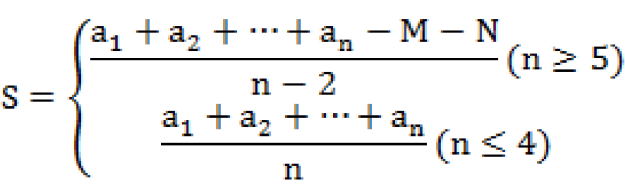 S = { (a₁ + a₂ + ⋯ + aₙ − M − N) / (n − 2) (n ≥ 5)
(a₁ + a₂ + ⋯ + aₙ) / n (n ≤ 4)